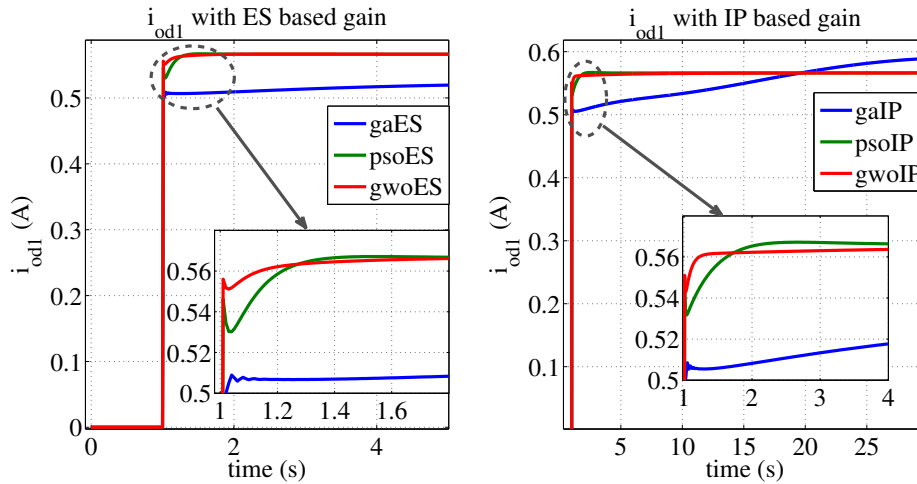 i_od1 with ES based gain
i_od1 (A)
0.5
0.4
0.3
0.2
0.1
0
gaES
psoES
gwoES
0.56
0.54
0.52
0.5
1 1.2 1.4 1.6
0 2 4
time (s)
i_od1 with IP based gain
i_od1 (A)
0.6
0.5
0.4
0.3
0.2
0.1
gaIP
psoIP
gwoIP
0.56
0.54
0.52
0.5
1 2 3 4
5 10 15 20 25
time (s)